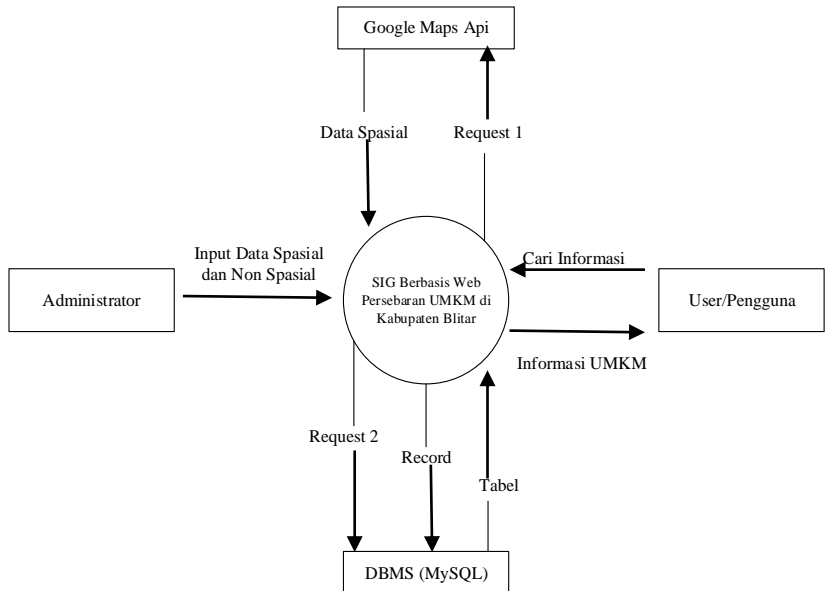 Google Maps Api
Data Spasial
Request 1
Input Data Spasial
dan Non Spasial
Cari Informasi
Administrator
SIG Berbasis Web
Persebaran UMKM di
Kabupaten Blitar
User/Pengguna
Informasi UMKM
Request 2
Record
Tabel
DBMS (MySQL)